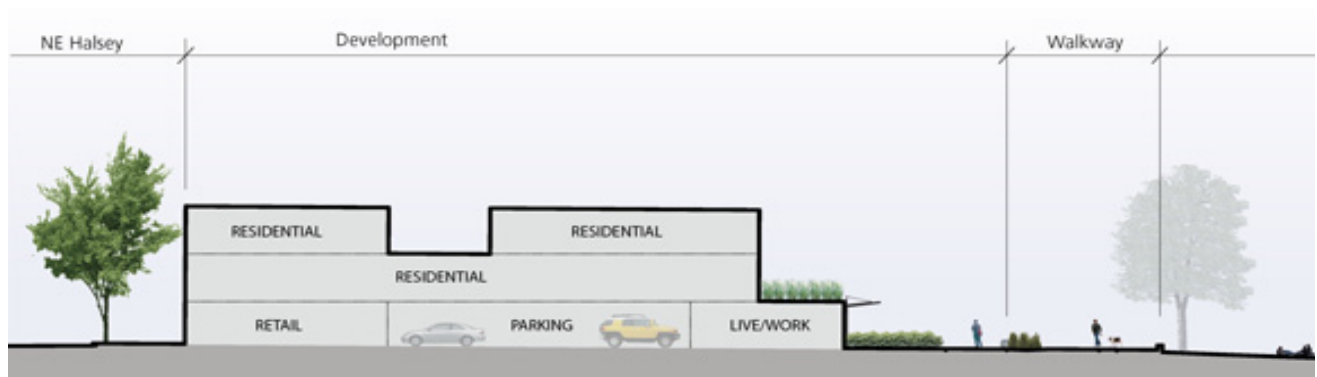 NE Halsey
Development
Walkway
RESIDENTIAL
RESIDENTIAL
RESIDENTIAL
RETAIL
PARKING
LIVE/WORK